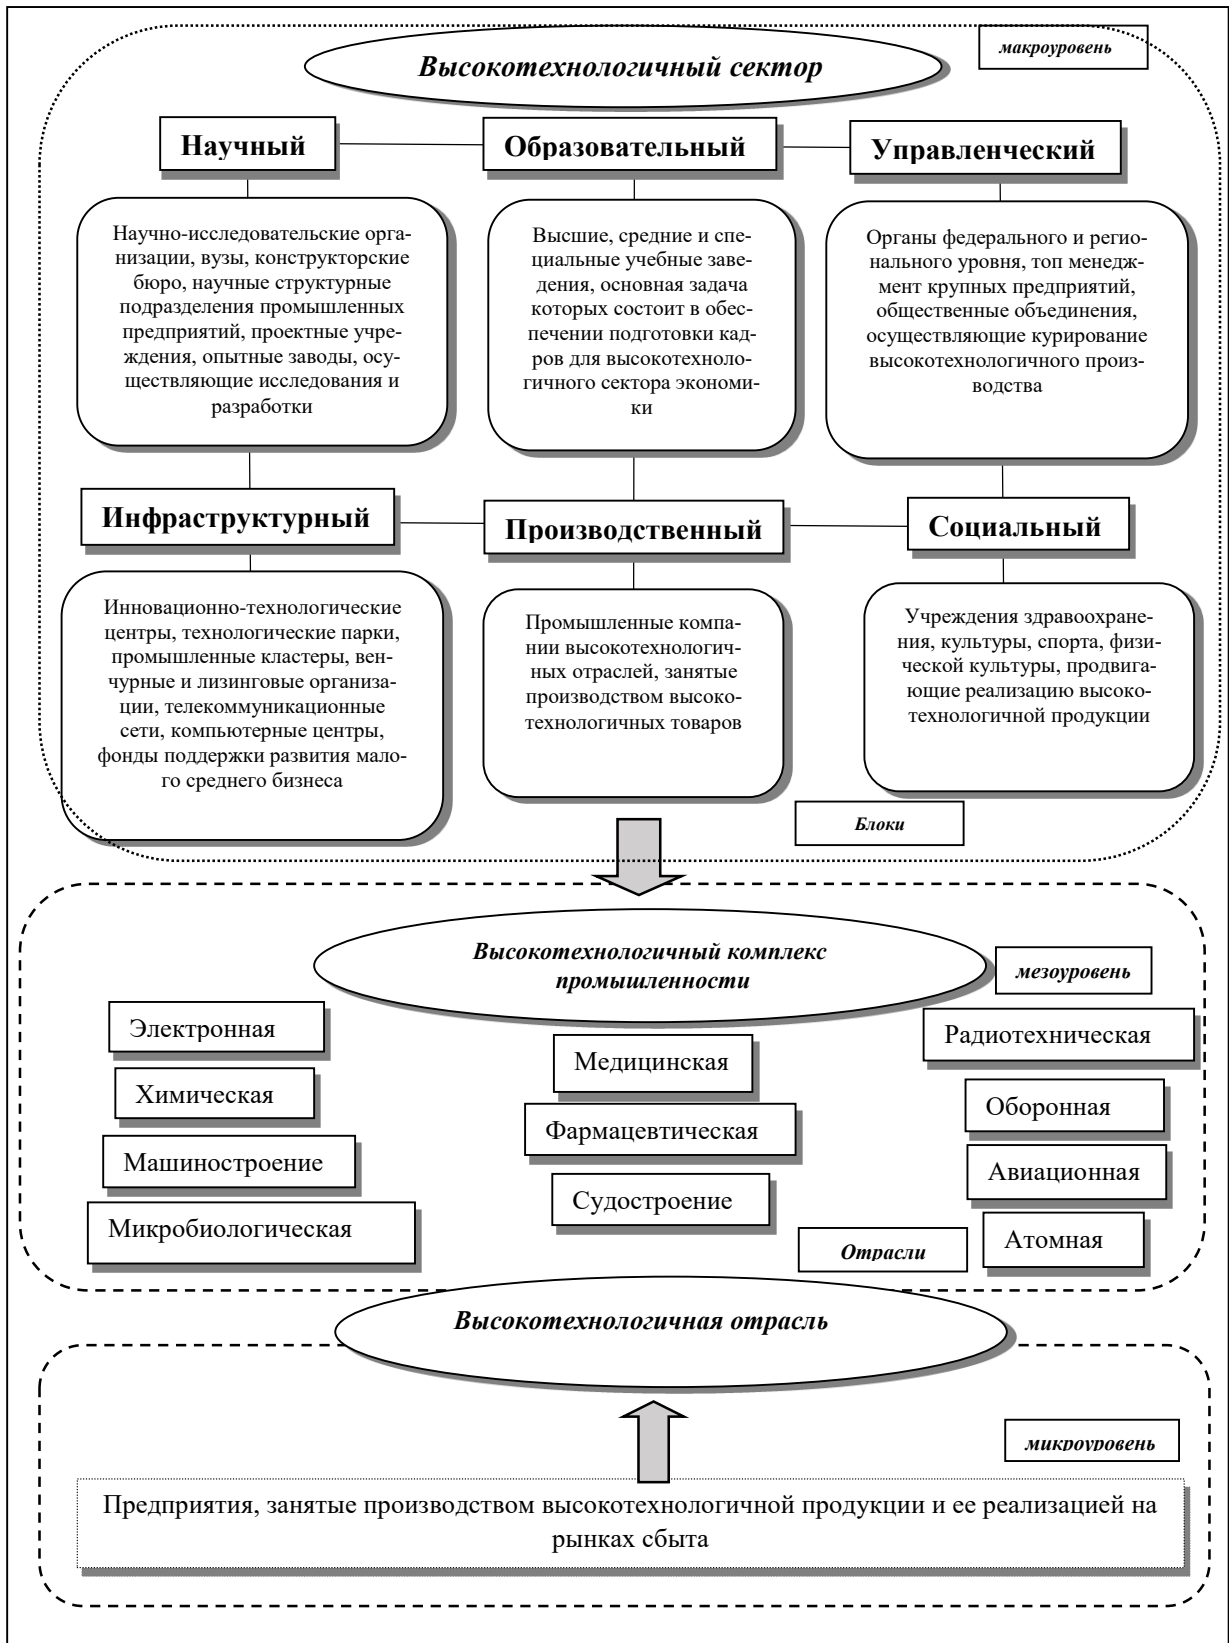 Высокотехнологичный сектор
макроуровень
Научный
Образовательный
Управленческий
Научно-исследовательские орга-
низации, вузы, конструкторские
бюро, научные структурные
подразделения промышленных
предприятий, проектные учре-
ждения, опытные заводы, осу-
ществляющие исследования и
разработки
Высшие, средние и спе-
циальные учебные заве-
дения, основная задача
которых состоит в обес-
печении подготовки кад-
ров для высокотехноло-
гичного сектора экономи-
ки
Органы федерального и регио-
нального уровня, топ менедж-
мент крупных предприятий,
общественные объединения,
осуществляющие курирование
высокотехнологичного произ-
водства
Инфраструктурный
Производственный
Социальный
Инновационно-технологические
центры, технологические парки,
промышленные кластеры, вен-
чурные и лизинговые организа-
ции, телекоммуникационные
сети, компьютерные центры,
фонды поддержки развития мало-
го среднего бизнеса
Промышленные компа-
нии высокотехнологич-
ных отраслей, занятые
производством высоко-
технологичных товаров
Учреждения здравоохране-
ния, культуры, спорта, физи-
ческой культуры, продвига-
ющие реализацию высоко-
технологичной продукции
Блоки
Высокотехнологичный комплекс
промышленности
мезоуровень
Электронная
Химическая
Машиностроение
Микробиологическая
Медицинская
Фармацевтическая
Судостроение
Радиотехническая
Оборонная
Авиационная
Атомная
Отрасли
Высокотехнологичная отрасль
микроуровень
Предприятия, занятые производством высокотехнологичной продукции и ее реализацией на
рынках сбыта